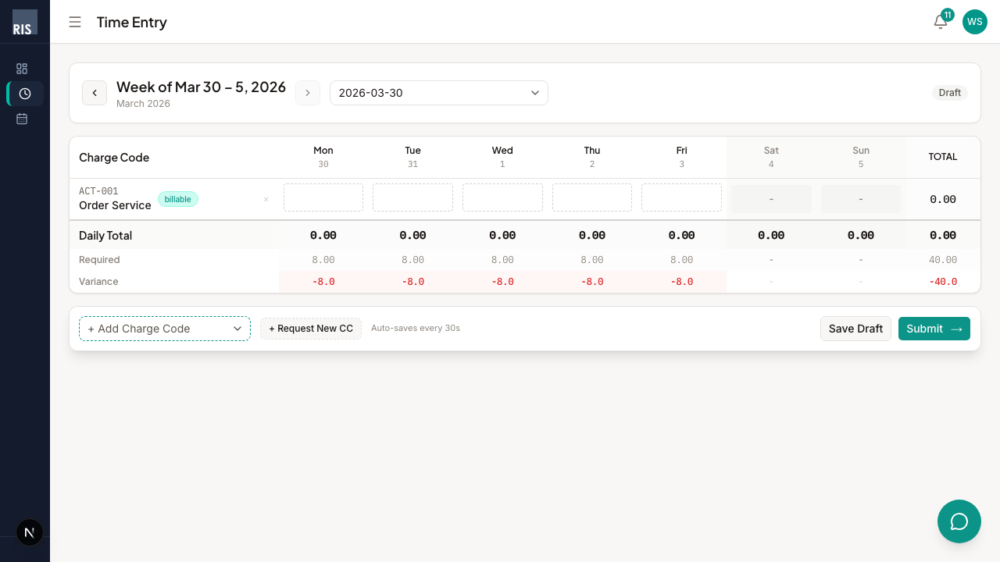 RIS
Time Entry
11
WS
Week of Mar 30 – 5, 2026
March 2026
2026-03-30
Draft
Charge Code Mon Tue Wed Thu Fri Sat Sun TOTAL
30 31 1 2 3 4 5
ACT-001
Order Service billable × - - 0.00
Daily Total 0.00 0.00 0.00 0.00 0.00 0.00 0.00 0.00
Required 8.00 8.00 8.00 8.00 8.00 - - 40.00
Variance -8.0 -8.0 -8.0 -8.0 -8.0 - - -40.0
+ Add Charge Code + Request New CC Auto-saves every 30s Save Draft Submit →
N